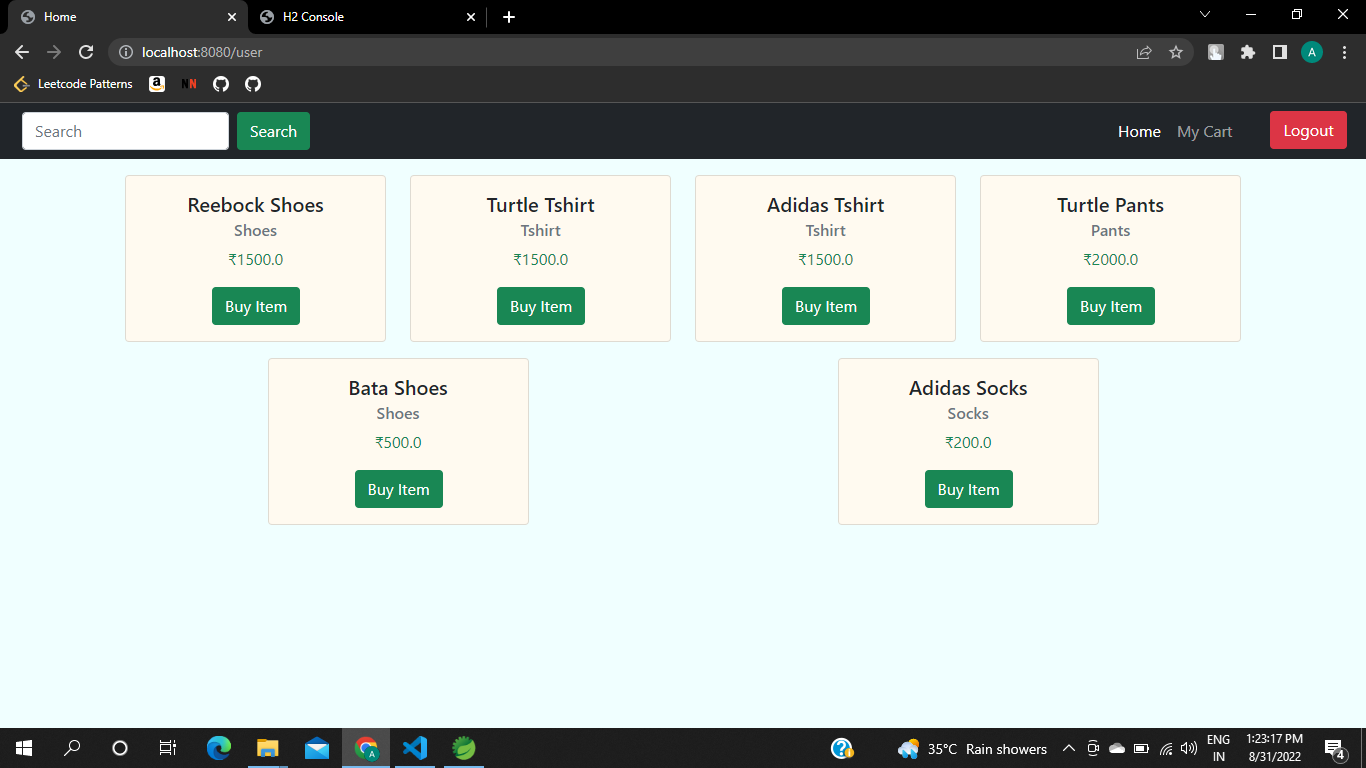 Home
H2 Console
localhost:8080/user
A
Leetcode Patterns
a
NN
Search
Search
Home
My Cart
Logout
Reebock Shoes
Shoes
₹1500.0
Buy Item
Turtle Tshirt
Tshirt
₹1500.0
Buy Item
Adidas Tshirt
Tshirt
₹1500.0
Buy Item
Turtle Pants
Pants
₹2000.0
Buy Item
Bata Shoes
Shoes
₹500.0
Buy Item
Adidas Socks
Socks
₹200.0
Buy Item
A
?
35°C Rain showers
ENG
IN
1:23:17 PM
8/31/2022
4